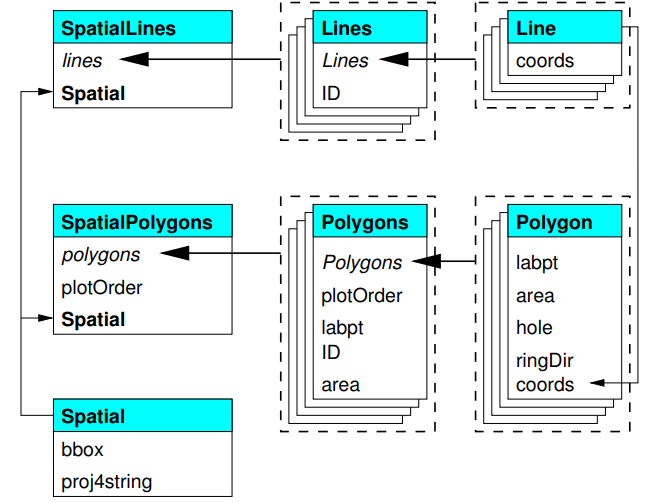 SpatialLines
lines
Spatial
Lines
Lines
ID
Line
coords
SpatialPolygons
polygons
plotOrder
Spatial
Polygons
Polygons
plotOrder
labpt
ID
area
Polygon
labpt
area
hole
ringDir
coords
Spatial
bbox
proj4string